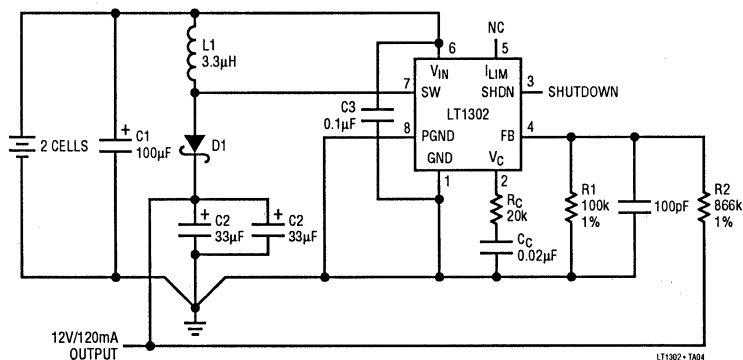 NC
L1
3.3µH
6
5
VIN
ILIM
7
SW
SHDN
3
SHUTDOWN
C3
0.1µF
LT1302
2 CELLS
+
C1
100µF
D1
8
PGND
FB
4
GND
VC
1
2
RC
20k
R1
100k
1%
100pF
R2
866k
1%
+
C2
33µF
+
C2
33µF
CC
0.02µF
12V/120mA
OUTPUT
LT1302 • TA04